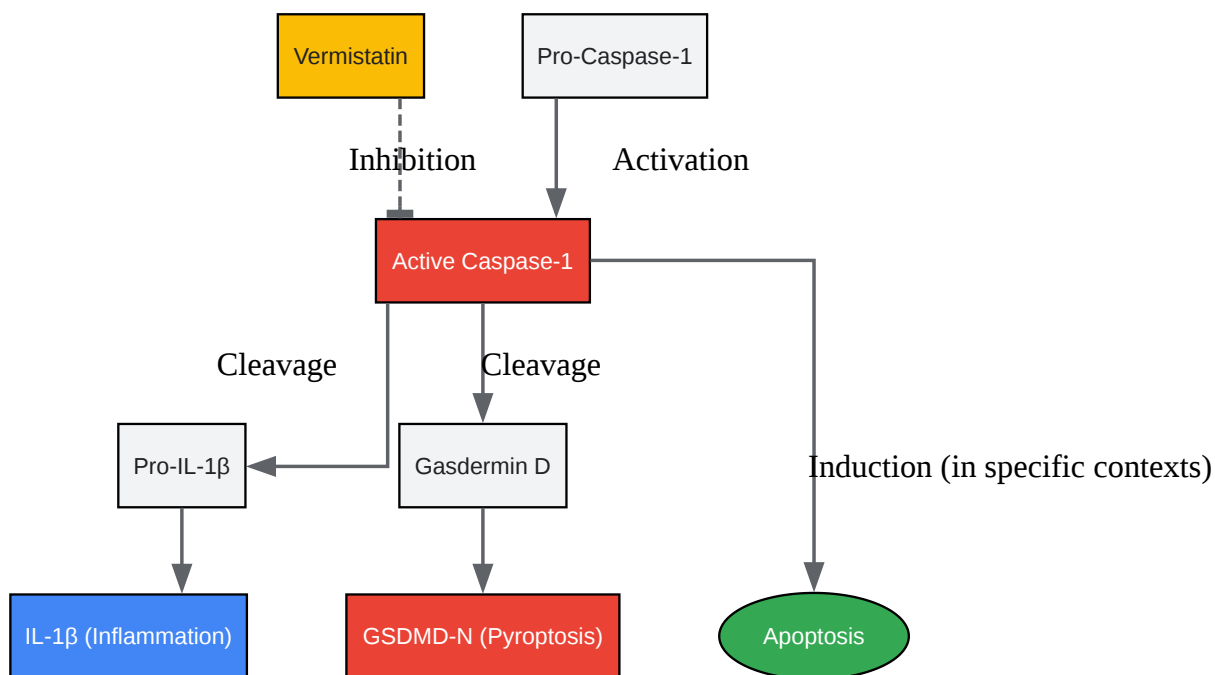 Vermistatin
Pro-Caspase-1
Inhibition
Activation
Active Caspase-1
Cleavage
Cleavage
Pro-IL-1β
Gasdermin D
Induction (in specific contexts)
IL-1β (Inflammation)
GSDMD-N (Pyroptosis)
Apoptosis